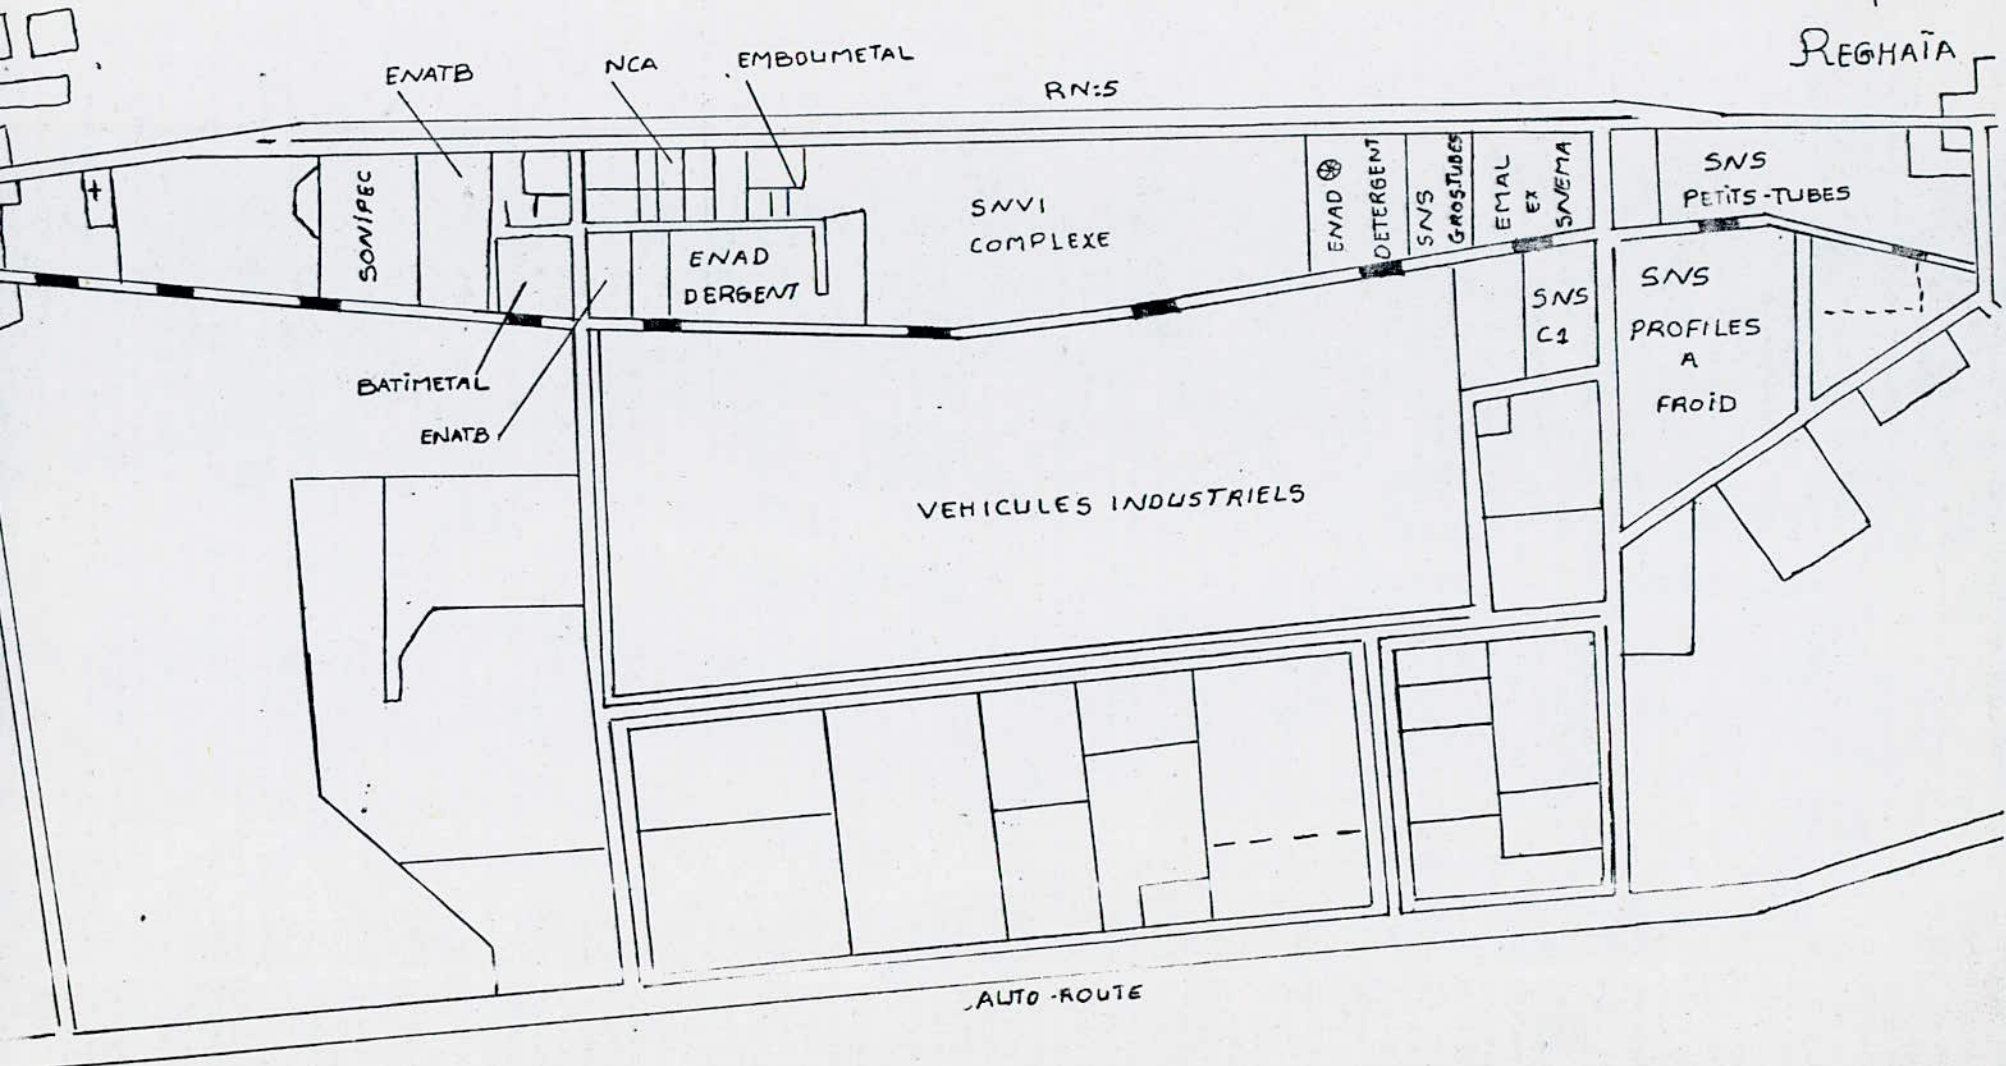 REGHAÏA
ENATB
NCA
EMBOUMETAL
RN:5
SONIPEC
SNVI
COMPLEXE
ENAD
DETERGENT
SNS
GROS.TUBES
EMAL
EX
SNVEMA
SNS
PETITS-TUBES
ENAD
DERGENT
SNS
C1
SNS
PROFILES
A
FROID
BATIMETAL
ENATB
VEHICULES INDUSTRIELS
AUTO-ROUTE